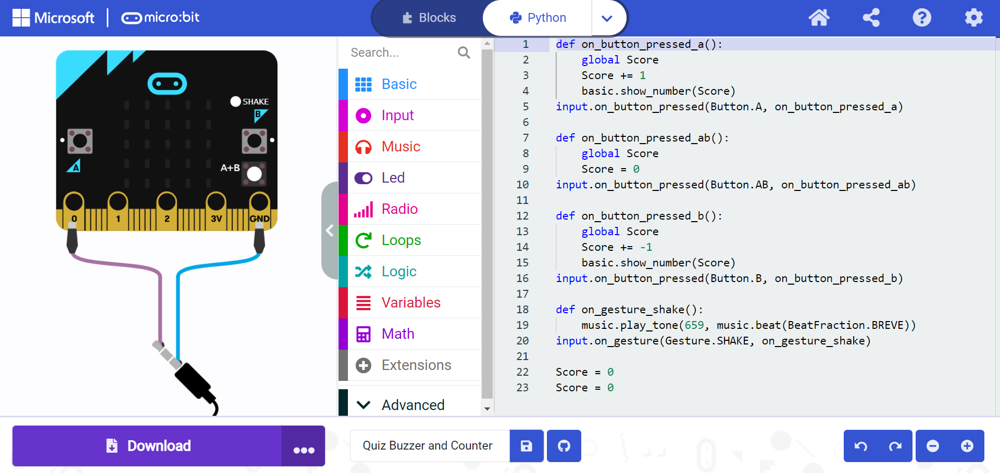 Microsoft micro:bit
Blocks
Python
SHAKE
B
A
A+B
0 1 2 3V GND
Search...
Basic
Input
Music
Led
Radio
Loops
Logic
Variables
Math
Extensions
Advanced
1 def on_button_pressed_a():
2 global Score
3 Score += 1
4 basic.show_number(Score)
5 input.on_button_pressed(Button.A, on_button_pressed_a)
6
7 def on_button_pressed_ab():
8 global Score
9 Score = 0
10 input.on_button_pressed(Button.AB, on_button_pressed_ab)
11
12 def on_button_pressed_b():
13 global Score
14 Score += -1
15 basic.show_number(Score)
16 input.on_button_pressed(Button.B, on_button_pressed_b)
17
18 def on_gesture_shake():
19 music.play_tone(659, music.beat(BeatFraction.BREVE))
20 input.on_gesture(Gesture.SHAKE, on_gesture_shake)
21
22 Score = 0
23 Score = 0
Download
Quiz Buzzer and Counter